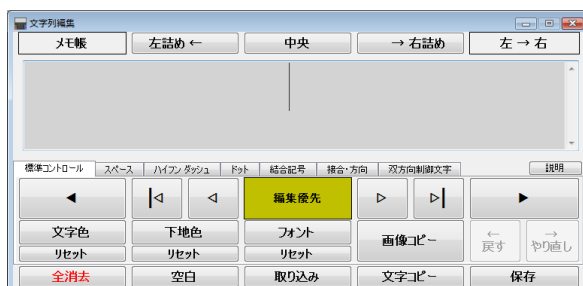 文字列編集
メモ帳 左詰め ← 中央 → 右詰め 左 → 右
標準コントロール スペース ハイフン ダッシュ ドット 結合記号 接合・方向 双方向制御文字 説明
◀ |◁ ◁ 編集優先 ▷ ▷| ▶
文字色 下地色 フォント 画像コピー ← 戻す → やり直し
リセット リセット リセット
全消去 空白 取り込み 文字コピー 保存